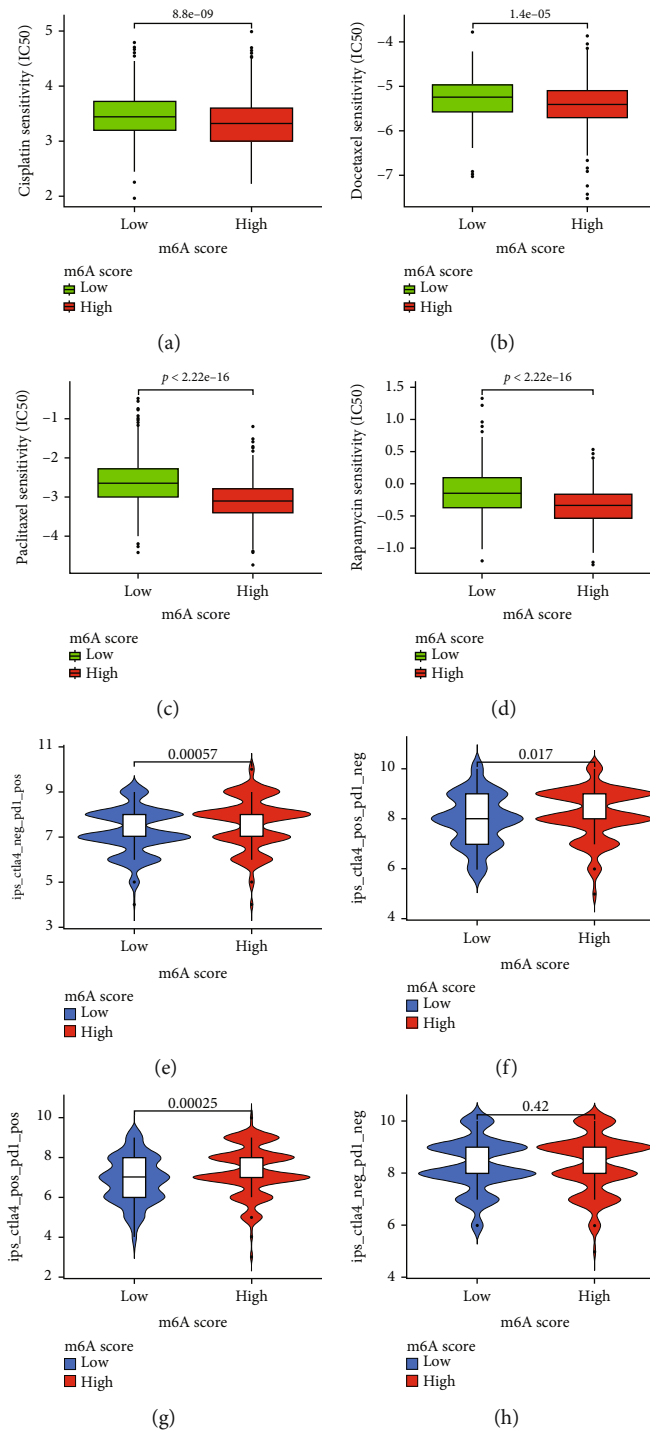 8.8e–09
5
4
3
2
Cisplatin sensitivity (IC50)
Low
High
m6A score
m6A score
Low
High
(a)
1.4e–05
–4
–5
–6
–7
Docetaxel sensitivity (IC50)
Low
High
m6A score
m6A score
Low
High
(b)
p < 2.22e–16
–1
–2
–3
–4
Paclitaxel sensitivity (IC50)
Low
High
m6A score
m6A score
Low
High
(c)
p < 2.22e–16
1.5
1.0
0.5
0.0
–0.5
–1.0
Rapamycin sensitivity (IC50)
Low
High
m6A score
m6A score
Low
High
(d)
0.00057
11
9
7
5
3
ips_ctla4_neg_pd1_pos
Low
High
m6A score
m6A score
Low
High
(e)
0.017
10
8
6
4
ips_ctla4_pos_pd1_neg
Low
High
m6A score
m6A score
Low
High
(f)
0.00025
10
8
6
4
2
ips_ctla4_pos_pd1_pos
Low
High
m6A score
m6A score
Low
High
(g)
0.42
10
8
6
4
ips_ctla4_neg_pd1_neg
Low
High
m6A score
m6A score
Low
High
(h)